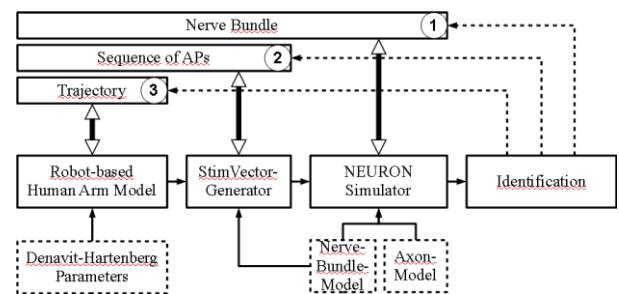 Nerve Bundle 1
Sequence of APs 2
Trajectory 3
Robot-based
Human Arm Model
StimVector-
Generator
NEURON
Simulator
Identification
Denavit-Hartenberg
Parameters
Nerve-
Bundle-
Model
Axon-
Model